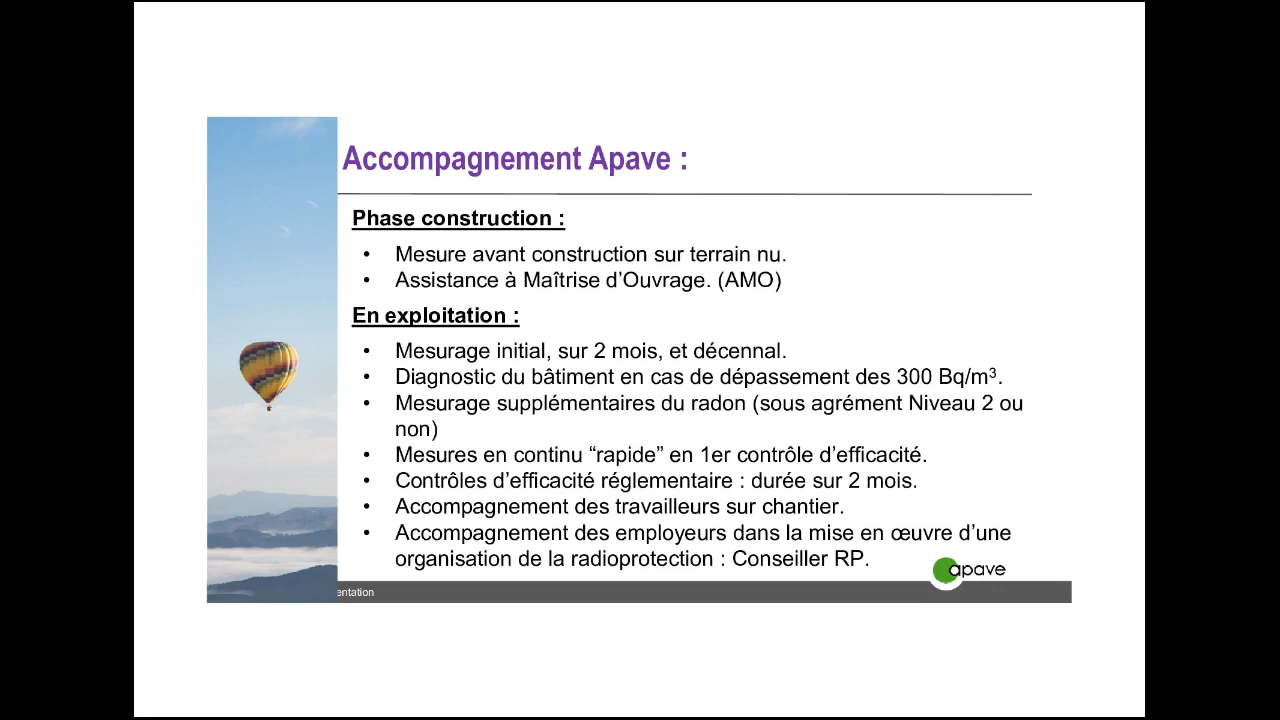 Accompagnement Apave :
Phase construction :
• Mesure avant construction sur terrain nu.
• Assistance à Maîtrise d’Ouvrage. (AMO)
En exploitation :
• Mesurage initial, sur 2 mois, et décennal.
• Diagnostic du bâtiment en cas de dépassement des 300 Bq/m³.
• Mesurage supplémentaires du radon (sous agrément Niveau 2 ou
non)
• Mesures en continu “rapide” en 1er contrôle d’efficacité.
• Contrôles d’efficacité réglementaire : durée sur 2 mois.
• Accompagnement des travailleurs sur chantier.
• Accompagnement des employeurs dans la mise en œuvre d’une
organisation de la radioprotection : Conseiller RP.
apave
entation